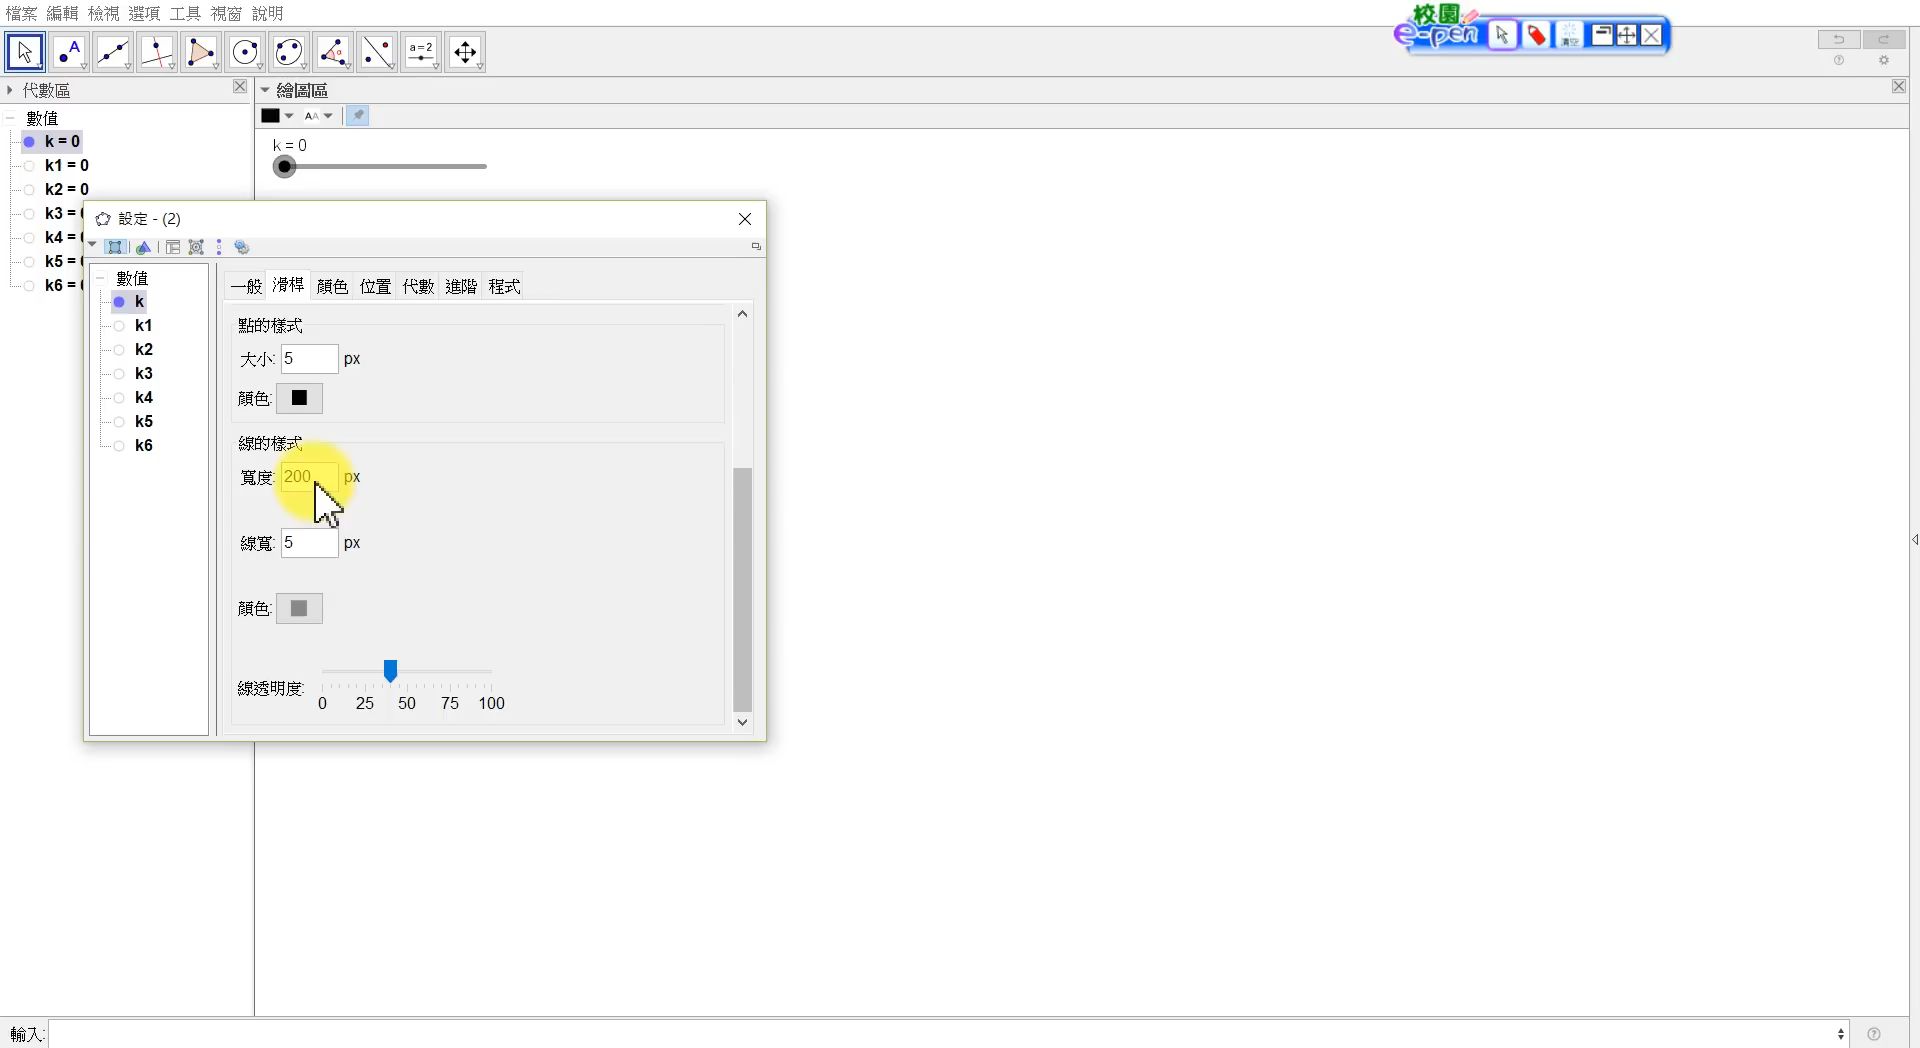 檔案 編輯 檢視 選項 工具 視窗 說明
校園
e-pen
清空
A
α
a=2
代數區
繪圖區
AA
數值
k = 0
k1 = 0
k2 = 0
k3 =
k4 =
k5 =
k6 =
k = 0
設定 - (2)
數值
k
k1
k2
k3
k4
k5
k6
一般 滑桿 顏色 位置 代數 進階 程式
點的樣式
大小: 5 px
顏色:
線的樣式
寬度: 200 px
線寬: 5 px
顏色:
線透明度:
0 25 50 75 100
輸入: